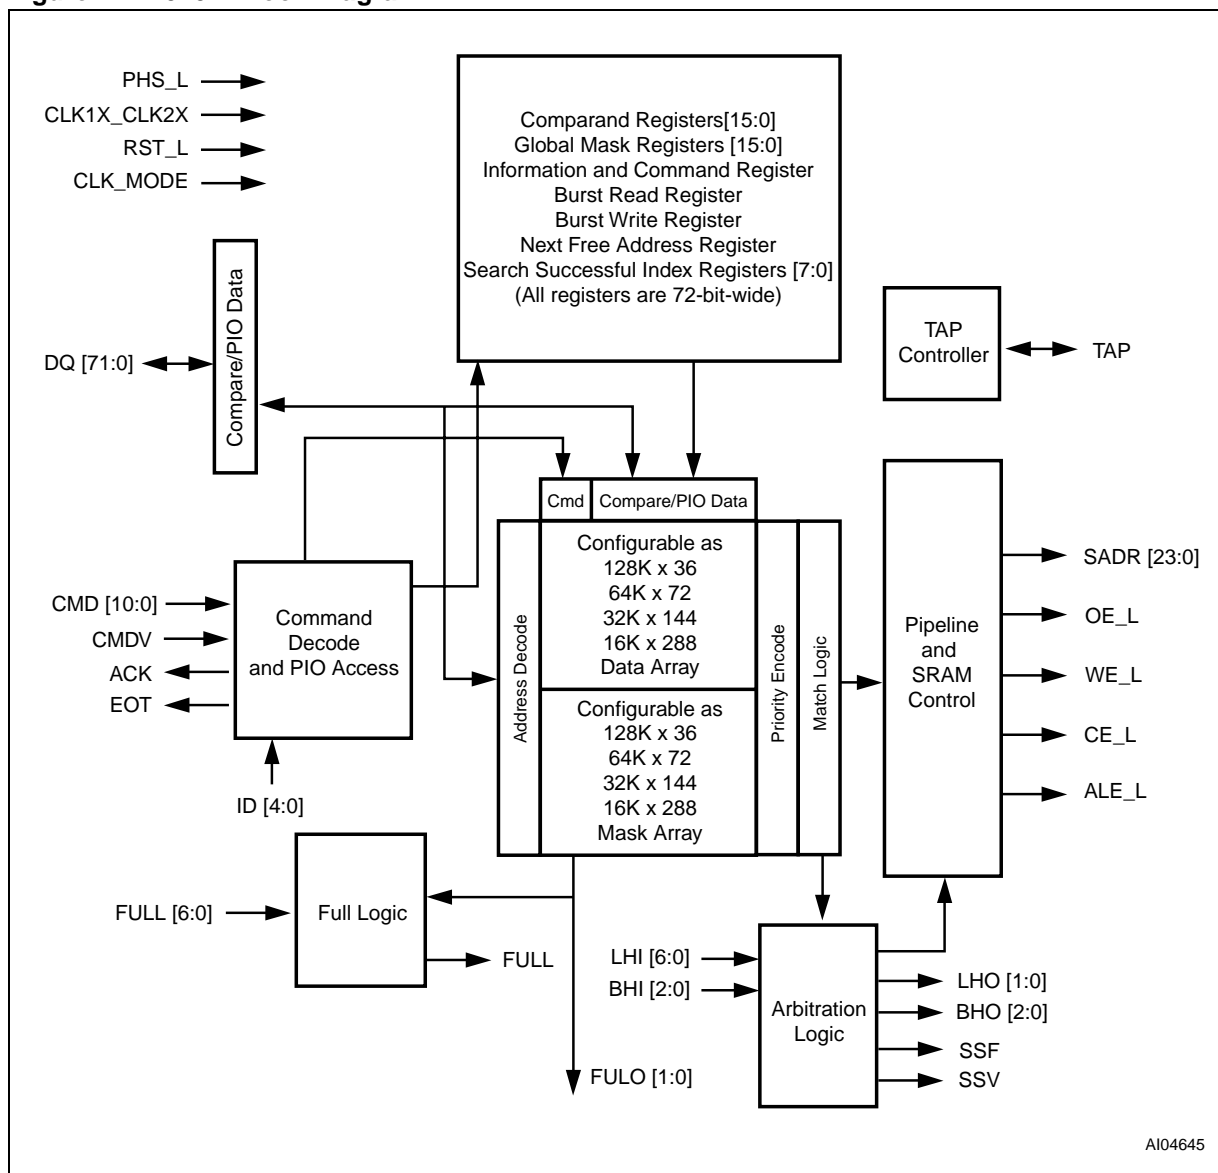 PHS_L
CLK1X_CLK2X
RST_L
CLK_MODE
Comparand Registers[15:0]
Global Mask Registers [15:0]
Information and Command Register
Burst Read Register
Burst Write Register
Next Free Address Register
Search Successful Index Registers [7:0]
(All registers are 72-bit-wide)
Compare/PIO Data
DQ [71:0]
TAP
Controller
TAP
Cmd
Compare/PIO Data
Address Decode
Configurable as
128K x 36
64K x 72
32K x 144
16K x 288
Data Array
Configurable as
128K x 36
64K x 72
32K x 144
16K x 288
Mask Array
Priority Encode
Match Logic
CMD [10:0]
CMDV
ACK
EOT
Command
Decode
and PIO Access
ID [4:0]
Pipeline
and
SRAM
Control
SADR [23:0]
OE_L
WE_L
CE_L
ALE_L
FULL [6:0]
Full Logic
FULL
FULO [1:0]
LHI [6:0]
BHI [2:0]
Arbitration
Logic
LHO [1:0]
BHO [2:0]
SSF
SSV
AI04645